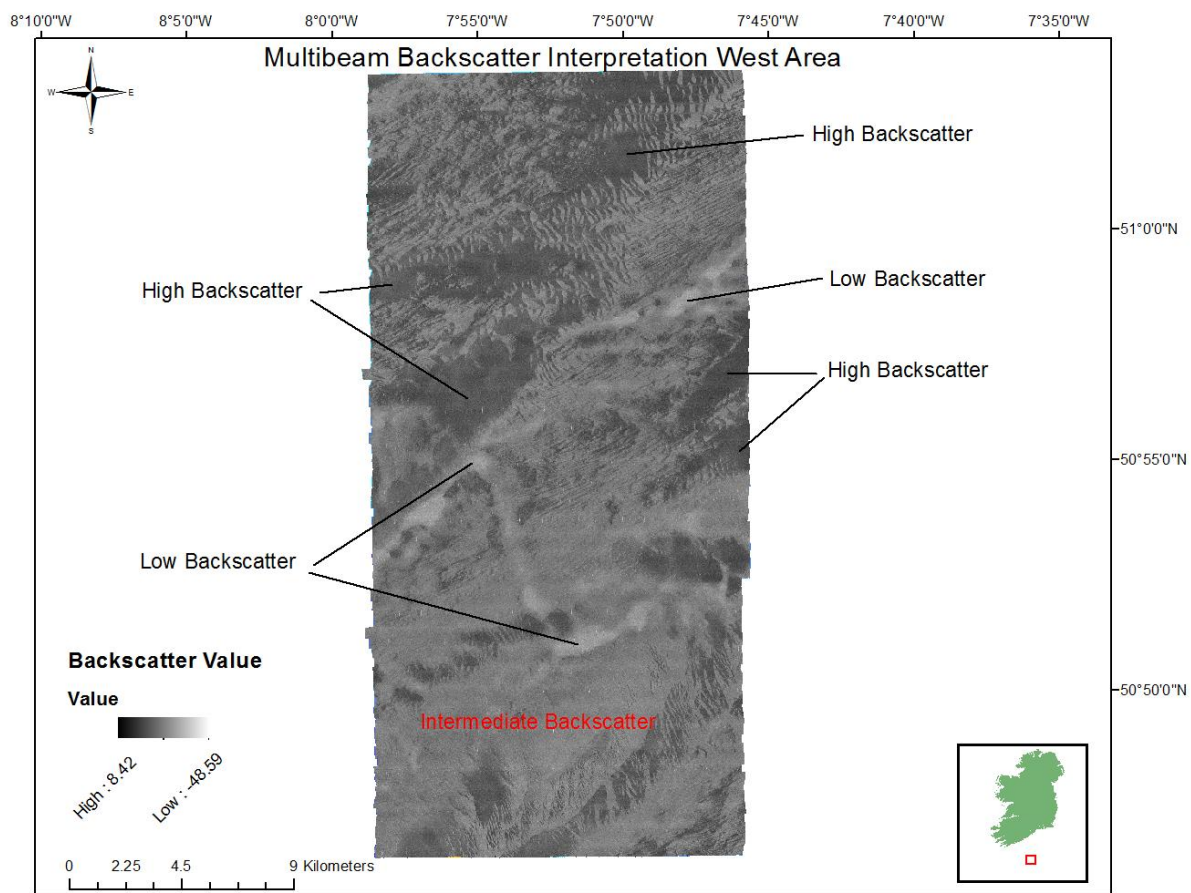 8°10'0"W 8°5'0"W 8°0'0"W 7°55'0"W 7°50'0"W 7°45'0"W 7°40'0"W 7°35'0"W
Multibeam Backscatter Interpretation West Area
N
W E
S
High Backscatter
51°0'0"N
Low Backscatter
High Backscatter
High Backscatter
50°55'0"N
Low Backscatter
Backscatter Value
Value
High : 8.42
Low : -48.59
50°50'0"N
Intermediate Backscatter
0 2.25 4.5 9 Kilometers